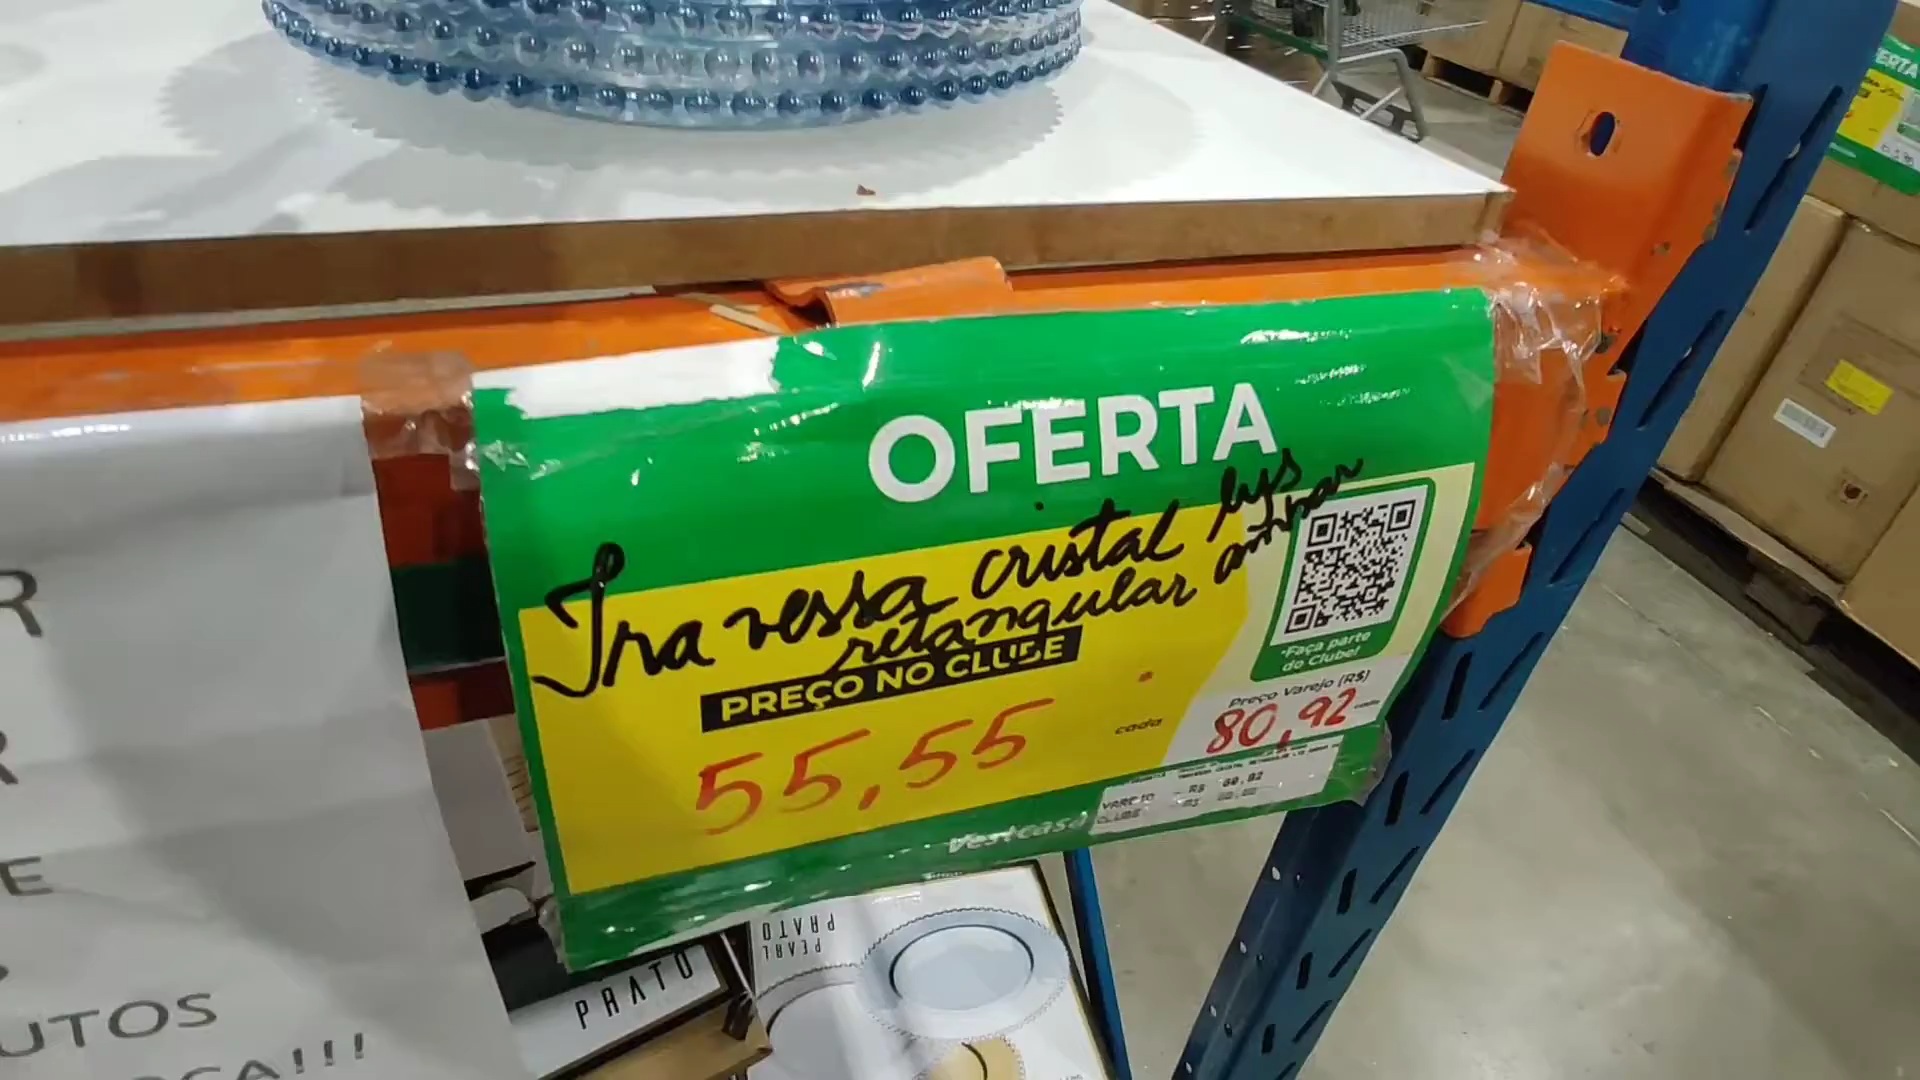 OFERTA
Travessa cristal lys
retangular ambar
PREÇO NO CLUBE
55,55 cada
*Faça parte
do Clube!
Preço Varejo (R$)
80,92
VAREJO R$ 80,92
CLUBE R$
Vestcasa
R
R
E
UTOS
!!!
PRATO
PEARL
PRATO
OFERTA